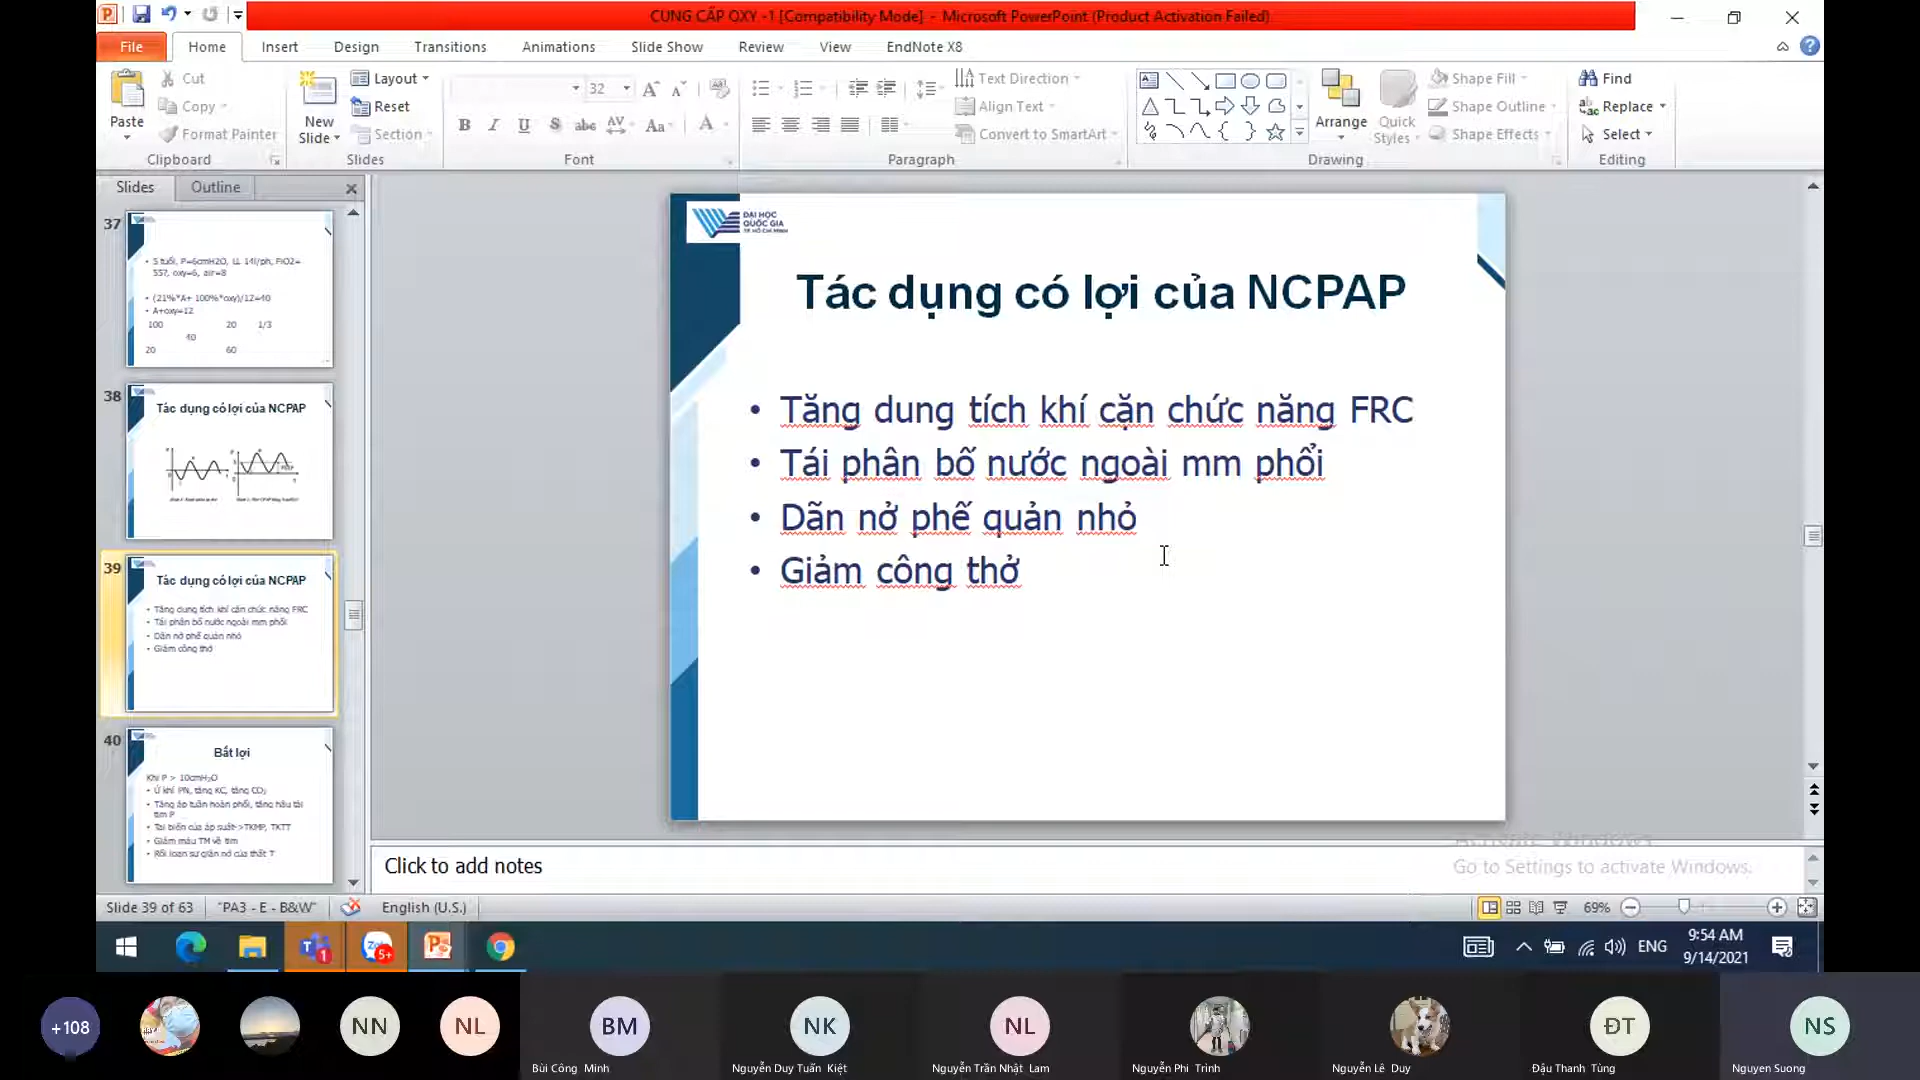 CUNG CẤP OXY -1 [Compatibility Mode] - Microsoft PowerPoint (Product Activation Failed)
File Home Insert Design Transitions Animations Slide Show Review View EndNote X8
Paste
Cut
Copy
Format Painter
Clipboard
New Slide
Layout
Reset
Section
Slides
32
Font
Text Direction
Align Text
Convert to SmartArt
Paragraph
Arrange
Quick Styles
Shape Fill
Shape Outline
Shape Effects
Drawing
Find
Replace
Select
Editing
Slides Outline
37
5 tuổi, P=6cmH2O, LL 14l/ph, FiO2=
55?, oxy=6, air=8
(21%*A+ 100%*oxy)/12=40
A+oxy=12
100 20 1/3
40
20 60
38
Tác dụng có lợi của NCPAP
39
Tác dụng có lợi của NCPAP
• Tăng dung tích khí cặn chức năng FRC
• Tái phân bố nước ngoài mm phổi
• Dãn nở phế quản nhỏ
• Giảm công thở
40
Bất lợi
Khi P > 10cmH2O
• Ứ khí PN, tăng KC, tăng CO2
• Tăng áp tuần hoàn phổi, tăng hậu tải
tim P
• Tai biến của áp suất->TKMP, TKTT
• Giảm máu TM về tim
• Rối loạn sự giãn nở của thất T
ĐẠI HỌC
QUỐC GIA
TP. HỒ CHÍ MINH
Tác dụng có lợi của NCPAP
• Tăng dung tích khí cặn chức năng FRC
• Tái phân bố nước ngoài mm phổi
• Dãn nở phế quản nhỏ
• Giảm công thở
Activate Windows
Go to Settings to activate Windows.
Click to add notes
Slide 39 of 63 "PA3 - E - B&W" English (U.S.) 69%
1
5+
ENG
9:54 AM
9/14/2021
+108 NN NL BM NK NL ĐT NS
Bùi Công Minh Nguyễn Duy Tuấn Kiệt Nguyễn Trần Nhật Lam Nguyễn Phi Trình Nguyễn Lê Duy Đậu Thanh Tùng Nguyen Suong